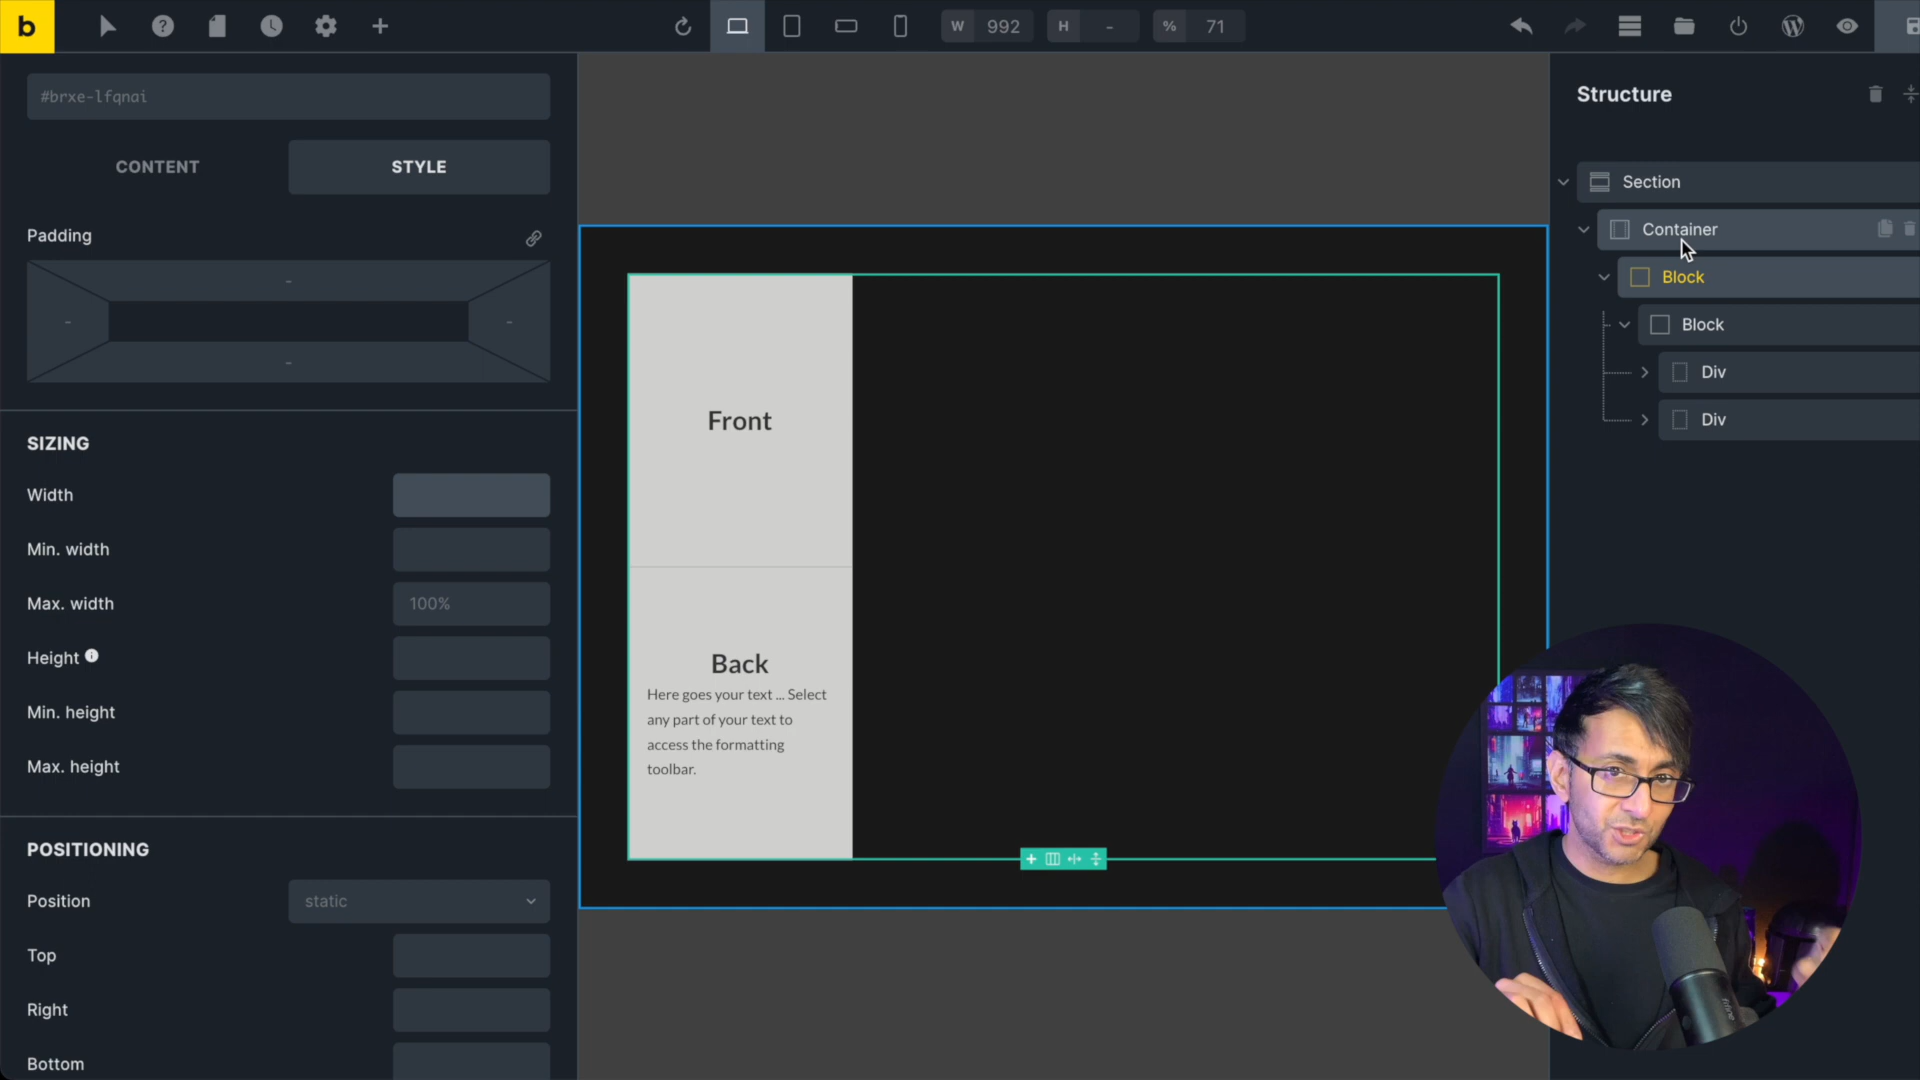 b
W 992
H -
% 71
#brxe-lfqnai
CONTENT
STYLE
Padding
-
-
-
-
SIZING
Width
Min. width
Max. width
100%
Height
Min. height
Max. height
POSITIONING
Position
static
Top
Right
Bottom
Front
Back
Here goes your text ... Select
any part of your text to
access the formatting
toolbar.
Structure
Section
Container
Block
Block
Div
Div
fifine